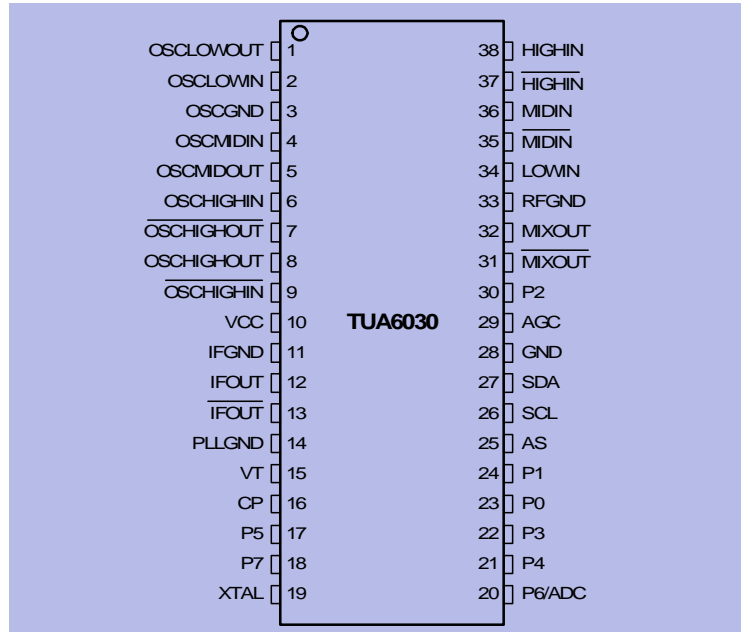 OSCLOWOUT 1 38 HIGHIN
OSCLOWIN 2 37 HIGHIN
OSCGND 3 36 MIDIN
OSCMIDIN 4 35 MIDIN
OSCMIDOUT 5 34 LOWIN
OSCHIGHIN 6 33 RFGND
OSCHIGHOUT 7 32 MIXOUT
OSCHIGHOUT 8 31 MIXOUT
OSCHIGHIN 9 30 P2
VCC 10 TUA6030 29 AGC
IFGND 11 28 GND
IFOUT 12 27 SDA
IFOUT 13 26 SCL
PLLGND 14 25 AS
VT 15 24 P1
CP 16 23 P0
P5 17 22 P3
P7 18 21 P4
XTAL 19 20 P6/ADC